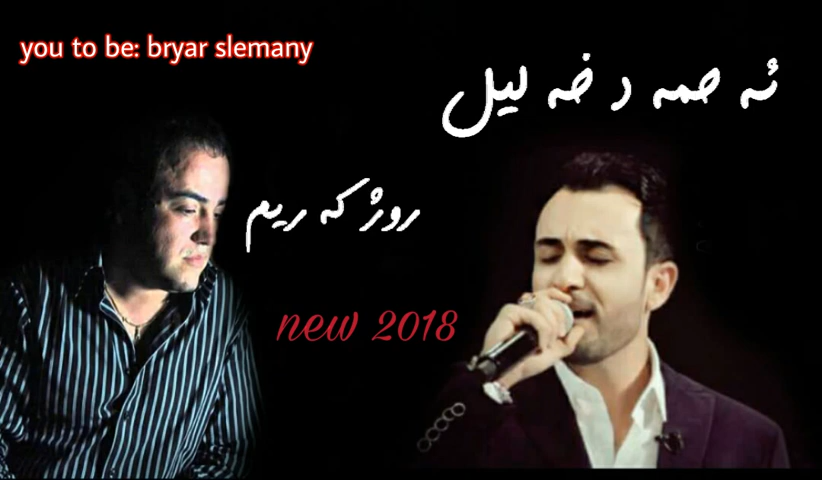 you to be: bryar slemany
ئه حمه د خه لیل
روژ که ریم
new 2018